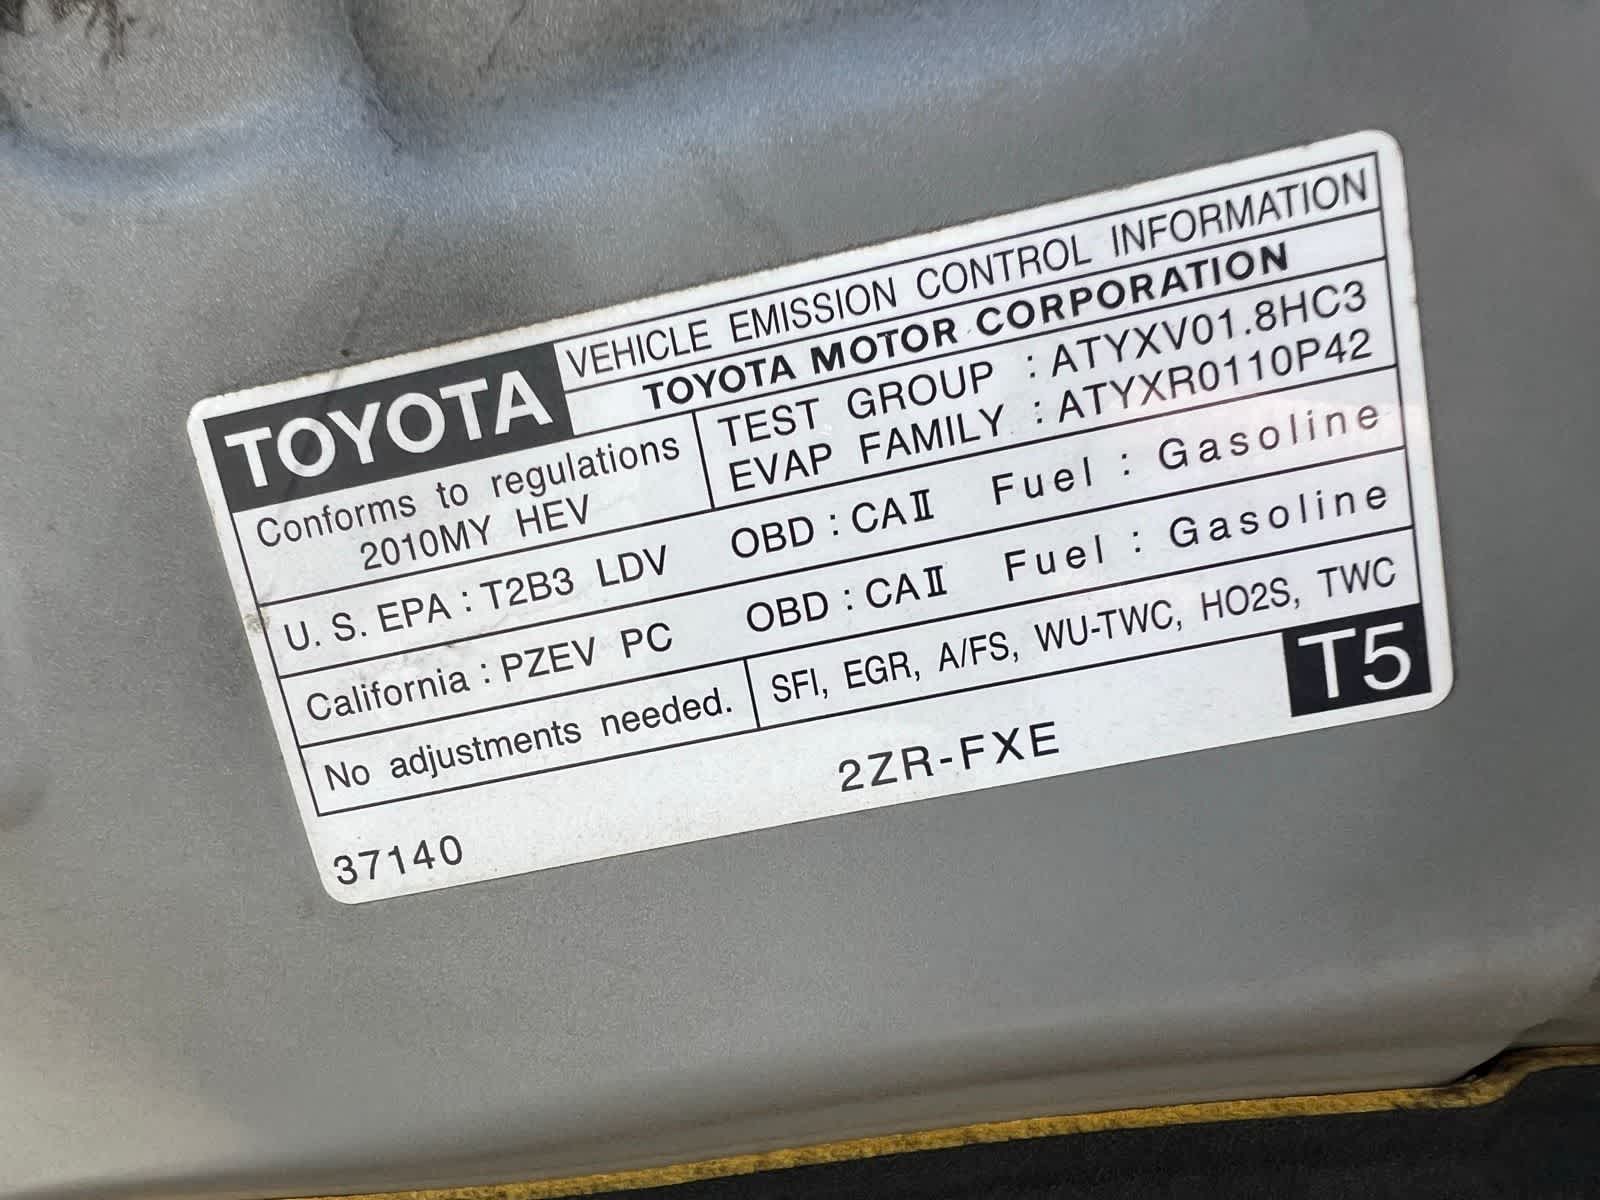 TOYOTA VEHICLE EMISSION CONTROL INFORMATION
TOYOTA MOTOR CORPORATION
Conforms to regulations
2010MY HEV
TEST GROUP : ATYXV01.8HC3
EVAP FAMILY : ATYXR0110P42
U. S. EPA : T2B3 LDV OBD : CAⅡ Fuel : Gasoline
California : PZEV PC OBD : CAⅡ Fuel : Gasoline
No adjustments needed. SFI, EGR, A/FS, WU-TWC, HO2S, TWC
T5
2ZR-FXE
37140